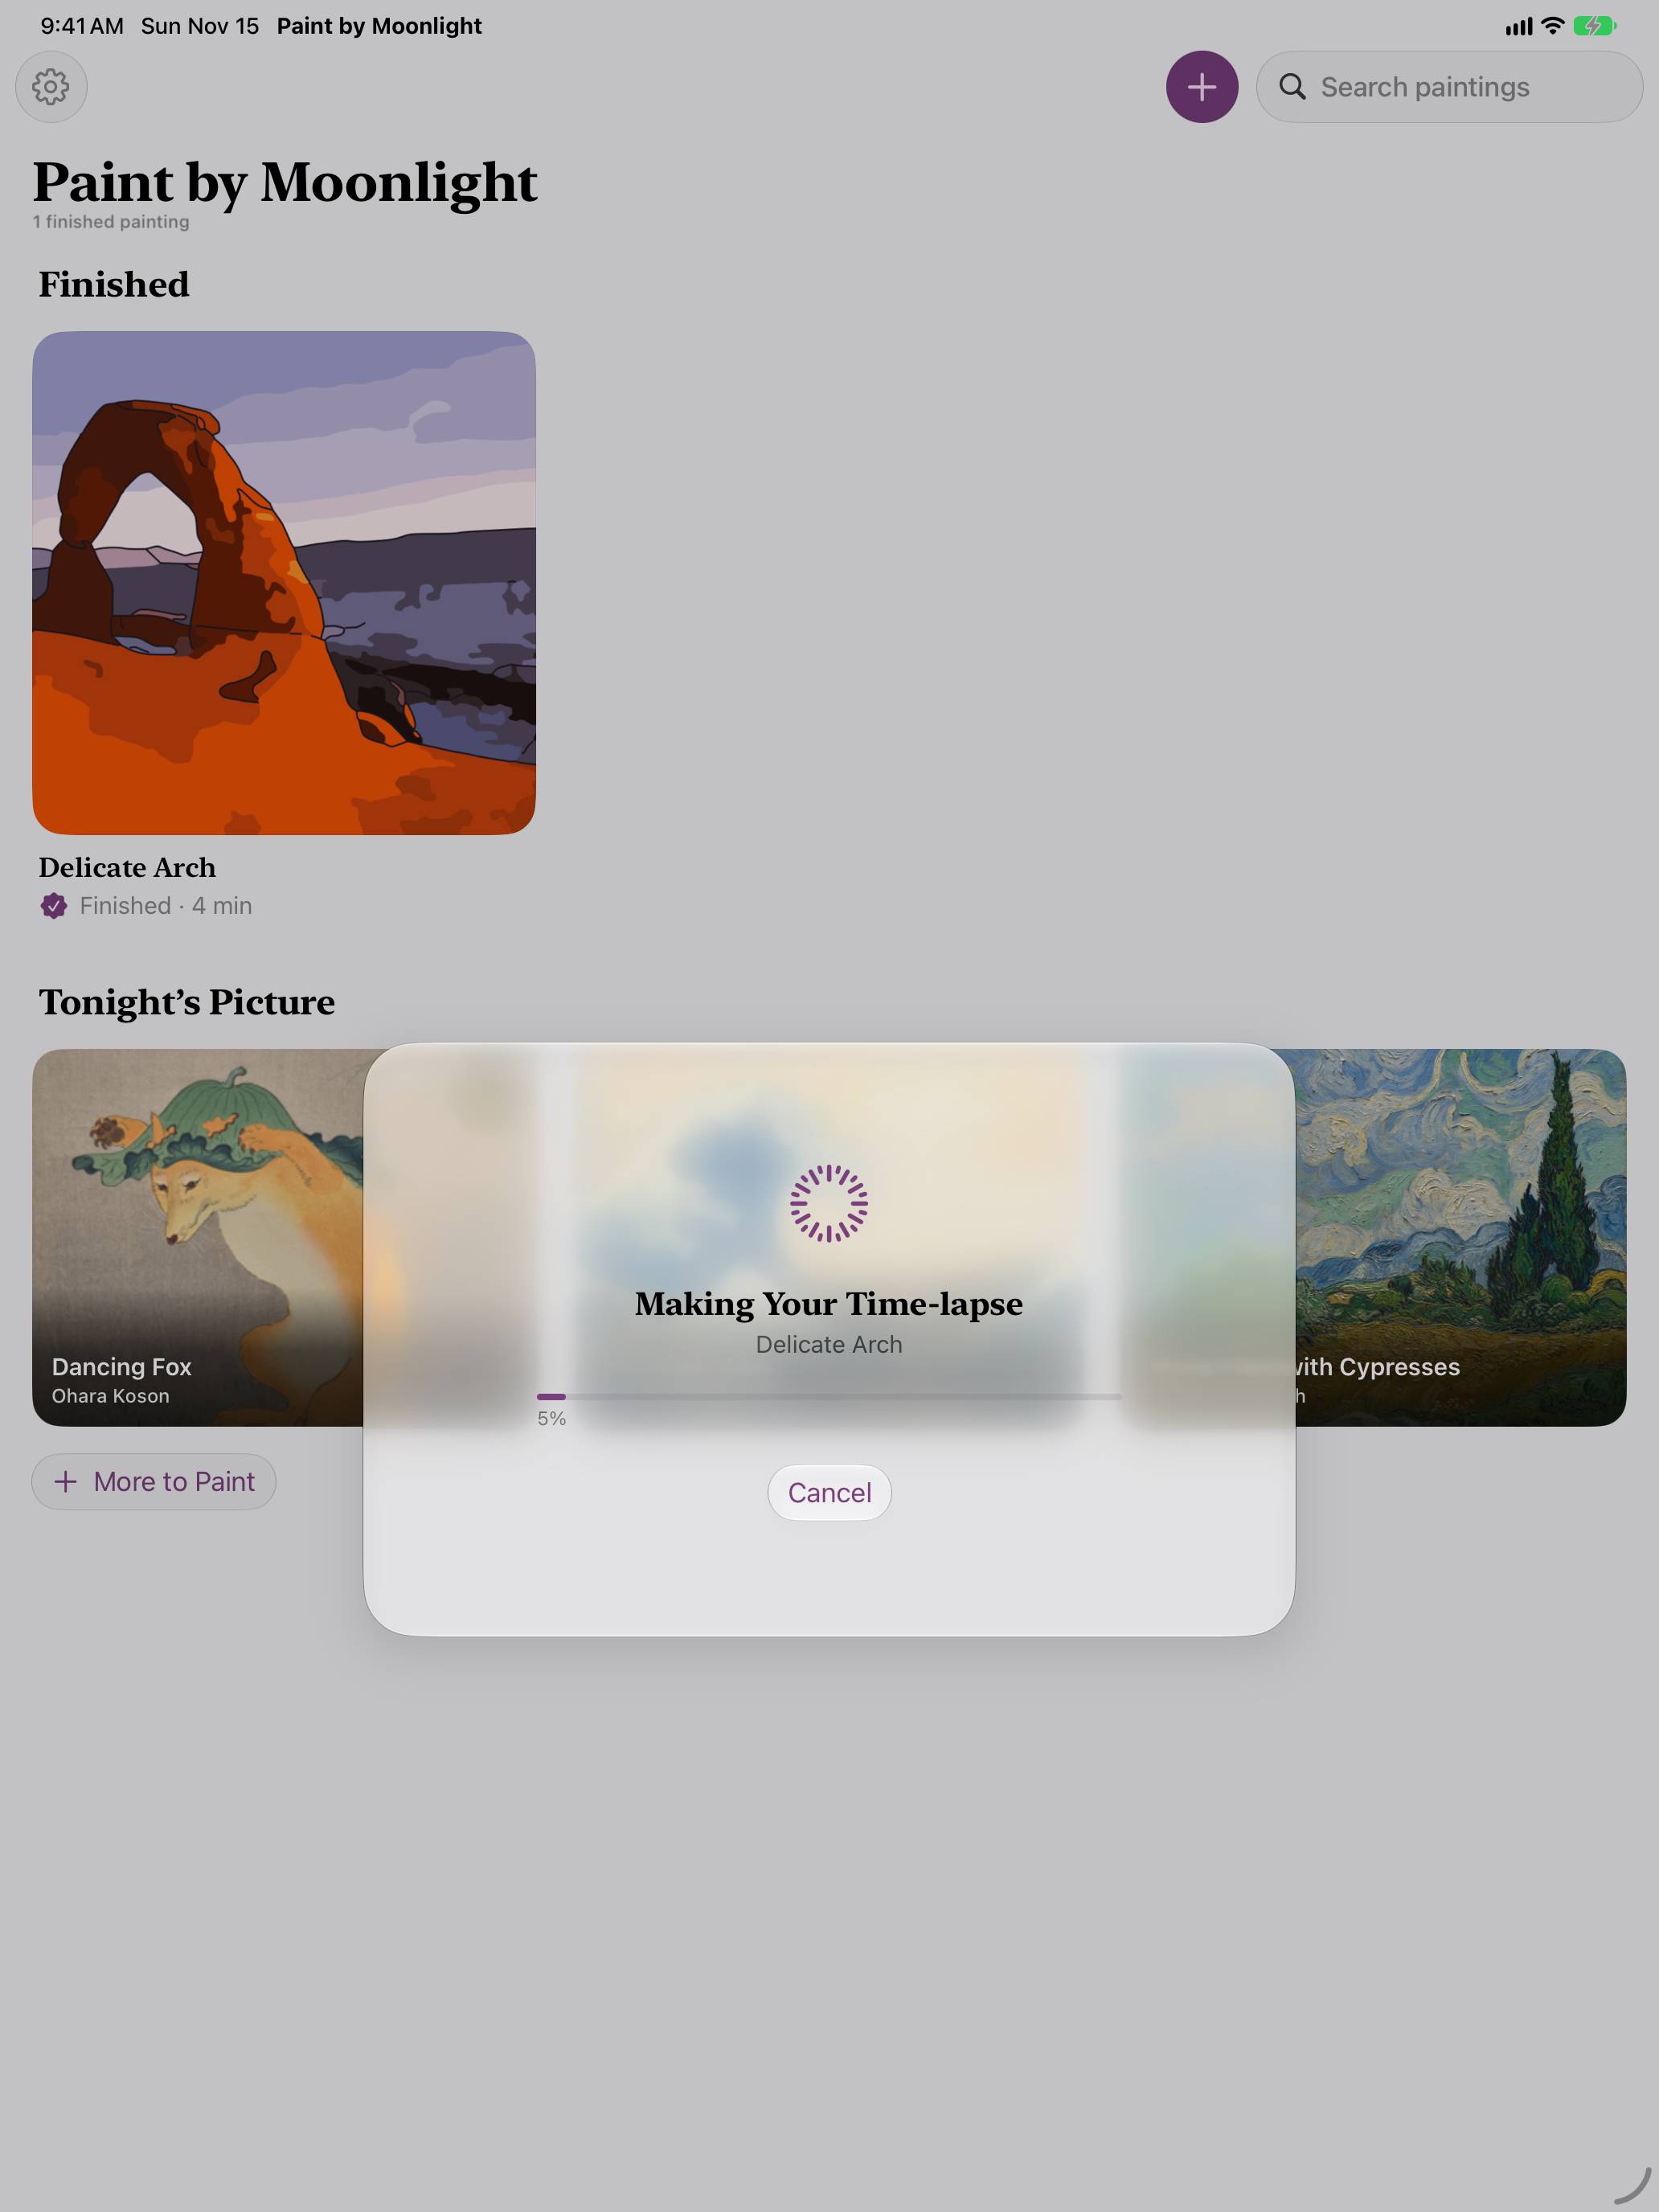 9:41 AM Sun Nov 15 Paint by Moonlight
Search paintings
Paint by Moonlight
1 finished painting
Finished
Delicate Arch
Finished · 4 min
Tonight’s Picture
Dancing Fox
Ohara Koson
with Cypresses
Making Your Time-lapse
Delicate Arch
5%
Cancel
More to Paint